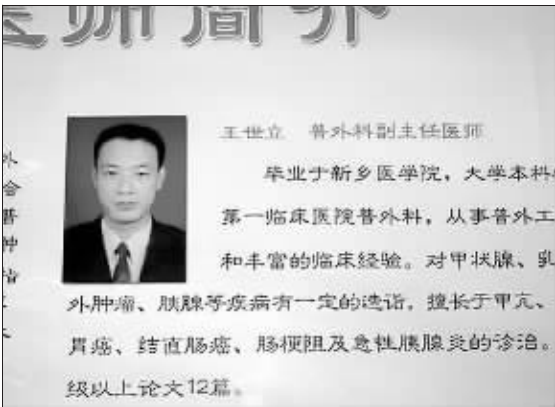 医师简介
王世立 普外科副主任医师
毕业于新乡医学院，大学本科
第一临床医院普外科，从事普外工
和丰富的临床经验。对甲状腺、乳
外肿瘤、胰腺等疾病有一定的造诣，擅长于甲亢、
胃癌、结直肠癌、肠梗阻及急性胰腺炎的诊治。
级以上论文12篇。
外
会
普
肿